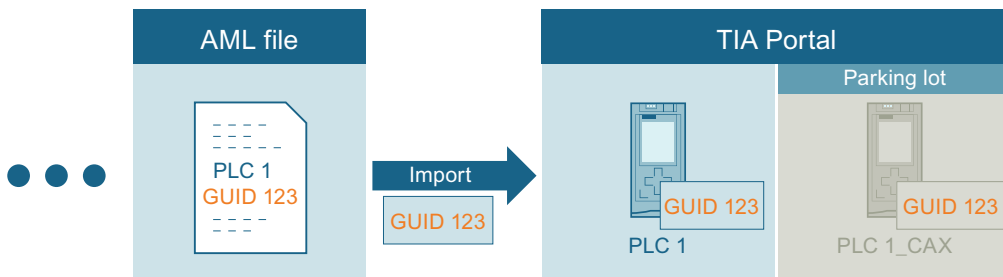 AML file
TIA Portal
Parking lot
PLC 1
GUID 123
Import
GUID 123
GUID 123
PLC 1
GUID 123
PLC 1_CAX